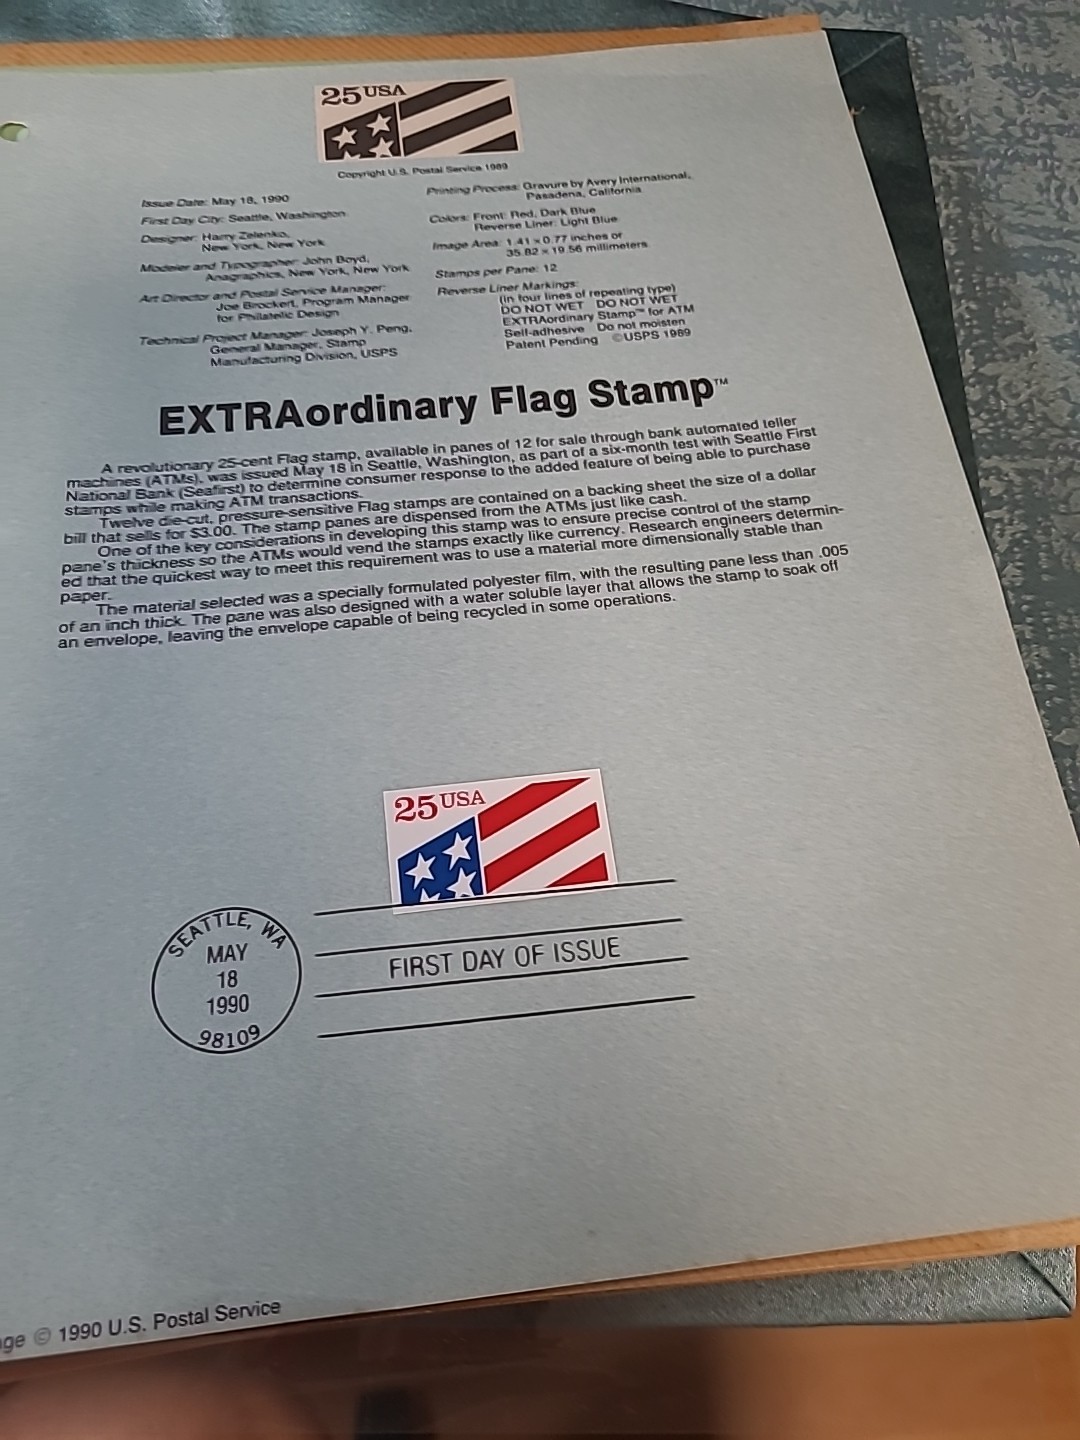 25 USA
Copyright U.S. Postal Service 1989
Issue Date: May 18, 1990
First Day City: Seattle, Washington
Designer: Harry Zelenko,
New York, New York
Modeler and Typographer: John Boyd,
Anagraphics, New York, New York
Art Director and Postal Service Manager:
Joe Brockert, Program Manager
for Philatelic Design
Technical Project Manager: Joseph Y. Peng,
General Manager, Stamp
Manufacturing Division, USPS
Printing Process: Gravure by Avery International,
Pasadena, California
Colors: Front: Red, Dark Blue
Reverse Liner: Light Blue
Image Area: 1.41 x 0.77 inches or
35.82 x 19.56 millimeters
Stamps per Pane: 12
Reverse Liner Markings:
(in four lines of repeating type)
DO NOT WET DO NOT WET
EXTRAordinary Stamp™ for ATM
Self-adhesive Do not moisten
Patent Pending ©USPS 1989
EXTRAordinary Flag Stamp™
A revolutionary 25-cent Flag stamp, available in panes of 12 for sale through bank automated teller
machines (ATMs), was issued May 18 in Seattle, Washington, as part of a six-month test with Seattle First
National Bank (Seafirst) to determine consumer response to the added feature of being able to purchase
stamps while making ATM transactions.
Twelve die-cut, pressure-sensitive Flag stamps are contained on a backing sheet the size of a dollar
bill that sells for $3.00. The stamp panes are dispensed from the ATMs just like cash.
One of the key considerations in developing this stamp was to ensure precise control of the stamp
pane's thickness so the ATMs would vend the stamps exactly like currency. Research engineers determin-
ed that the quickest way to meet this requirement was to use a material more dimensionally stable than
paper.
The material selected was a specially formulated polyester film, with the resulting pane less than .005
of an inch thick. The pane was also designed with a water soluble layer that allows the stamp to soak off
an envelope, leaving the envelope capable of being recycled in some operations.
25 USA
SEATTLE, WA
MAY
18
1990
98109
FIRST DAY OF ISSUE
ge © 1990 U.S. Postal Service